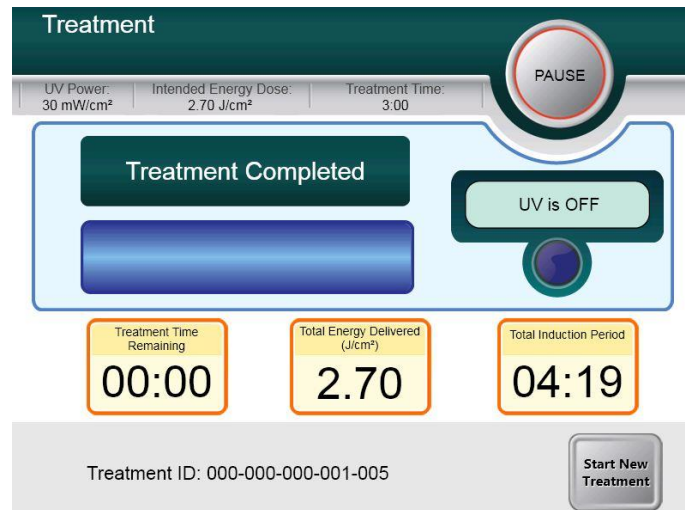 Treatment
PAUSE
UV Power:
30 mW/cm²
Intended Energy Dose:
2.70 J/cm²
Treatment Time:
3:00
Treatment Completed
UV is OFF
Treatment Time
Remaining
00:00
Total Energy Delivered
(J/cm²)
2.70
Total Induction Period
04:19
Treatment ID: 000-000-000-001-005
Start New
Treatment